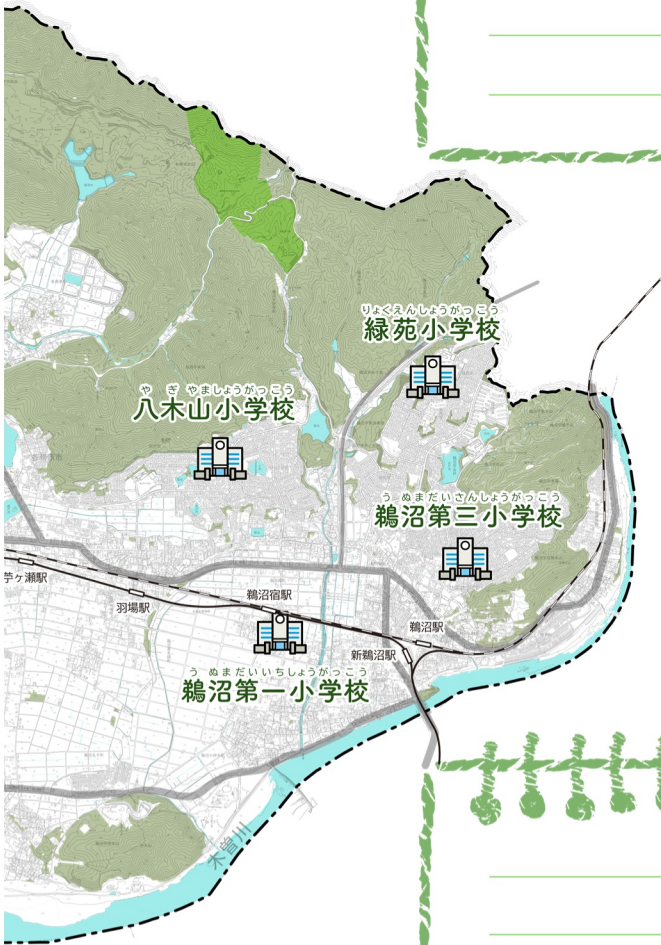 りょくえんしょうがっこう
緑苑小学校
やぎやましょうがっこう
八木山小学校
うぬまだいさんしょうがっこう
鵜沼第三小学校
苧ヶ瀬駅
羽場駅
鵜沼宿駅
鵜沼駅
新鵜沼駅
うぬまだいいちしょうがっこう
鵜沼第一小学校
木曽川